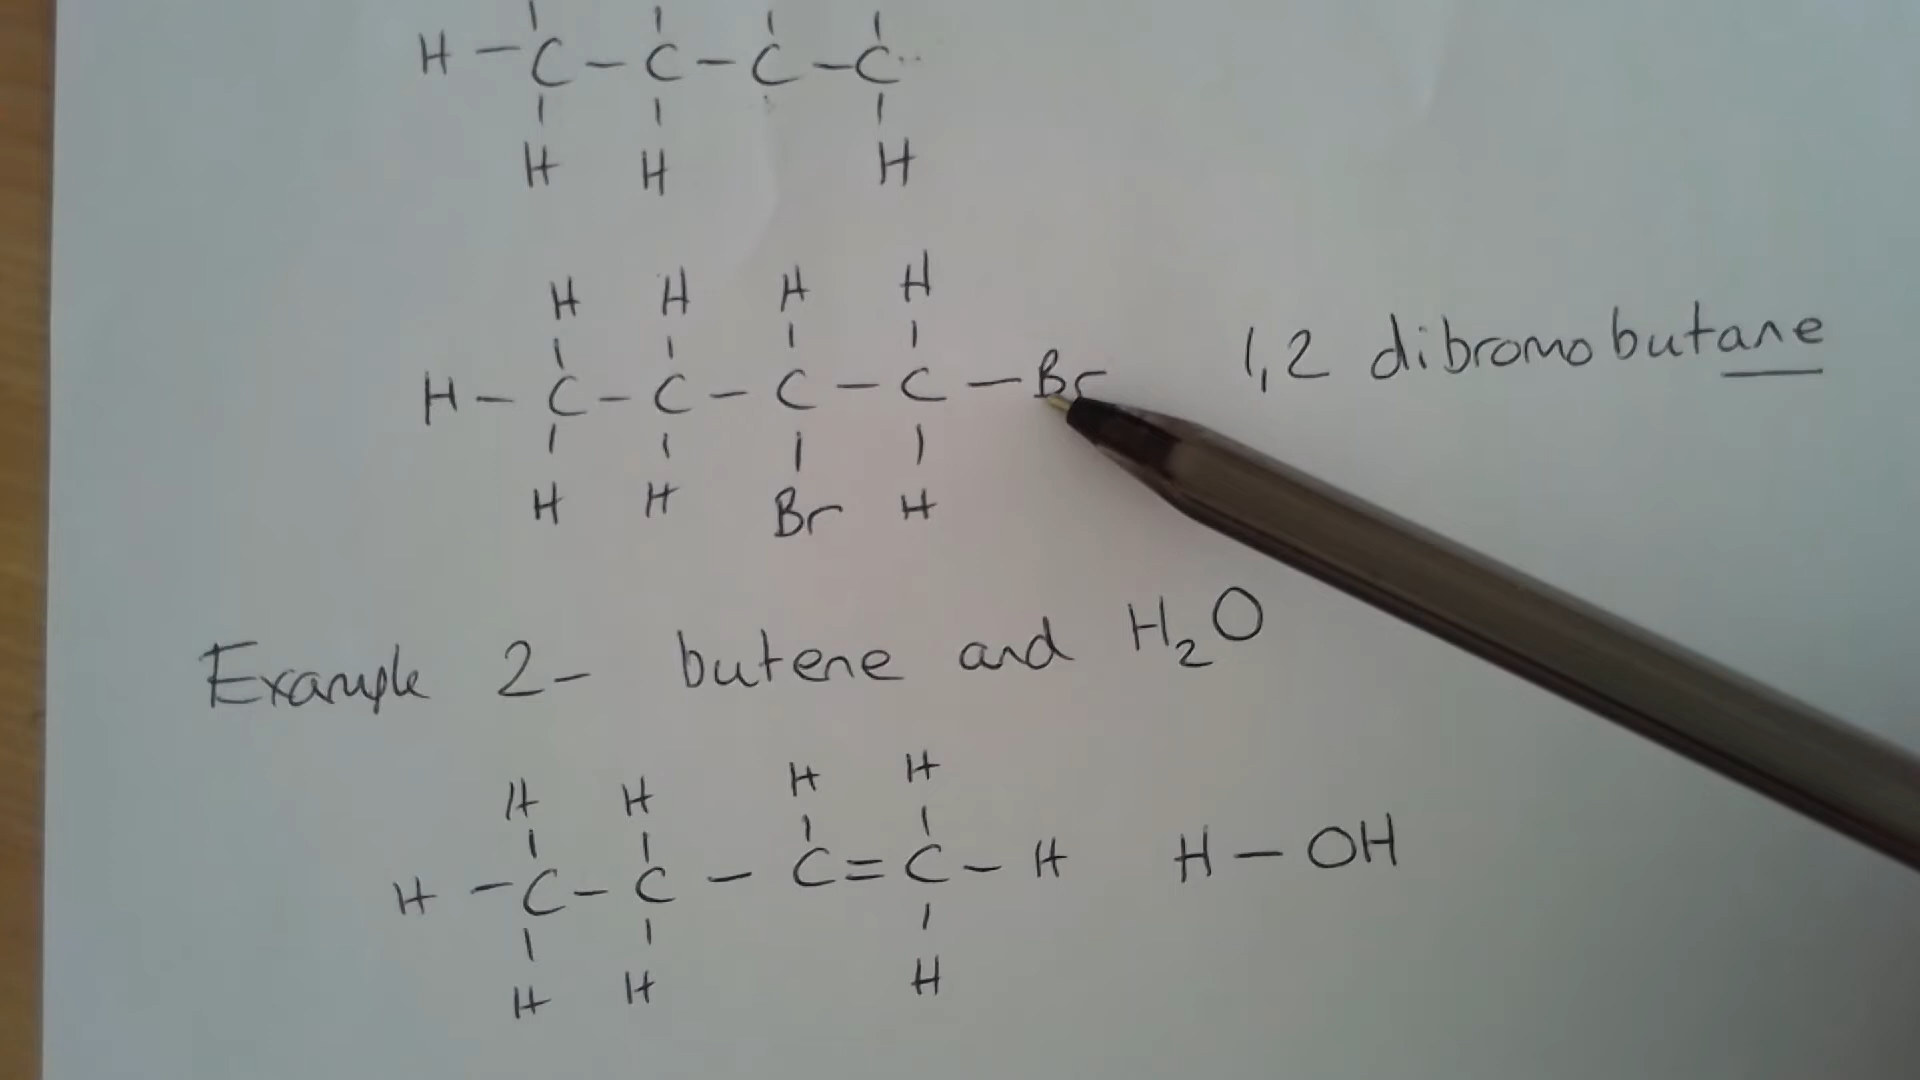 H - C - C - C - C
H H H
H H H H
H - C - C - C - C - Br 1,2 dibromobutane
H H Br H
Example 2 - butene and H₂O
H H H H
H - C - C - C = C - H H - OH
H H H